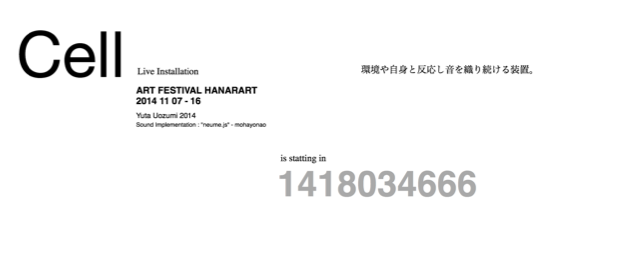 Cell
Live Installation
環境や自身と反応し音を織り続ける装置。
ART FESTIVAL HANARART
2014 11 07 - 16
Yuta Uozumi 2014
Sound Implementation : "neume.js" - mohayonao
is statting in
1418034666